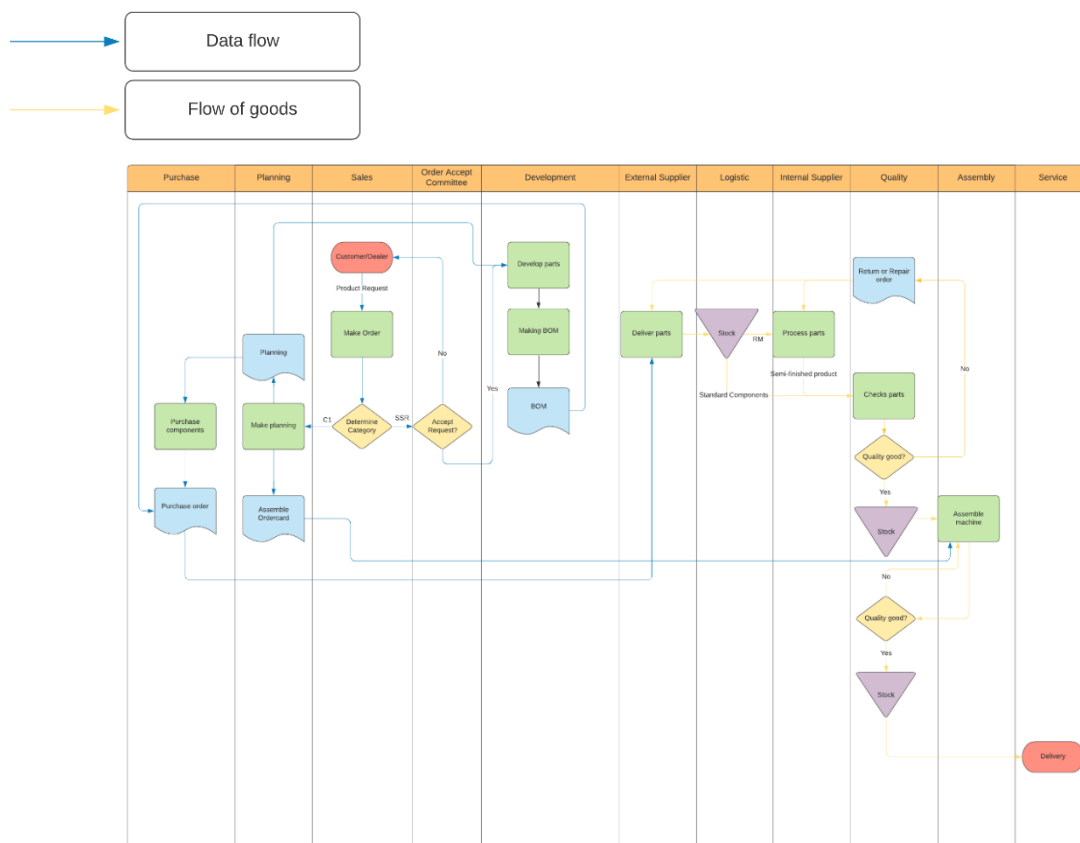 Data flow
Flow of goods
Purchase
Planning
Sales
Order Accept
Committee
Development
External Supplier
Logistic
Internal Supplier
Quality
Assembly
Service
Customer/Dealer
Product Request
Make Order
Determine
Category
C1
SSR
Accept
Request?
No
Yes
Planning
Make planning
Assemble
Ordercard
Purchase
components
Purchase order
Develop parts
Making BOM
BOM
Deliver parts
Stock
RM
Process parts
Semi-finished product
Standard Components
Return or Repair
order
Checks parts
Quality good?
No
Yes
Stock
Assemble
machine
No
Quality good?
Yes
Stock
Delivery